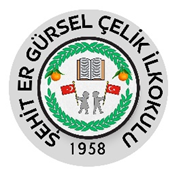 ŞEHİT ER GÜRSEL ÇELİK İLKOKULU
1958